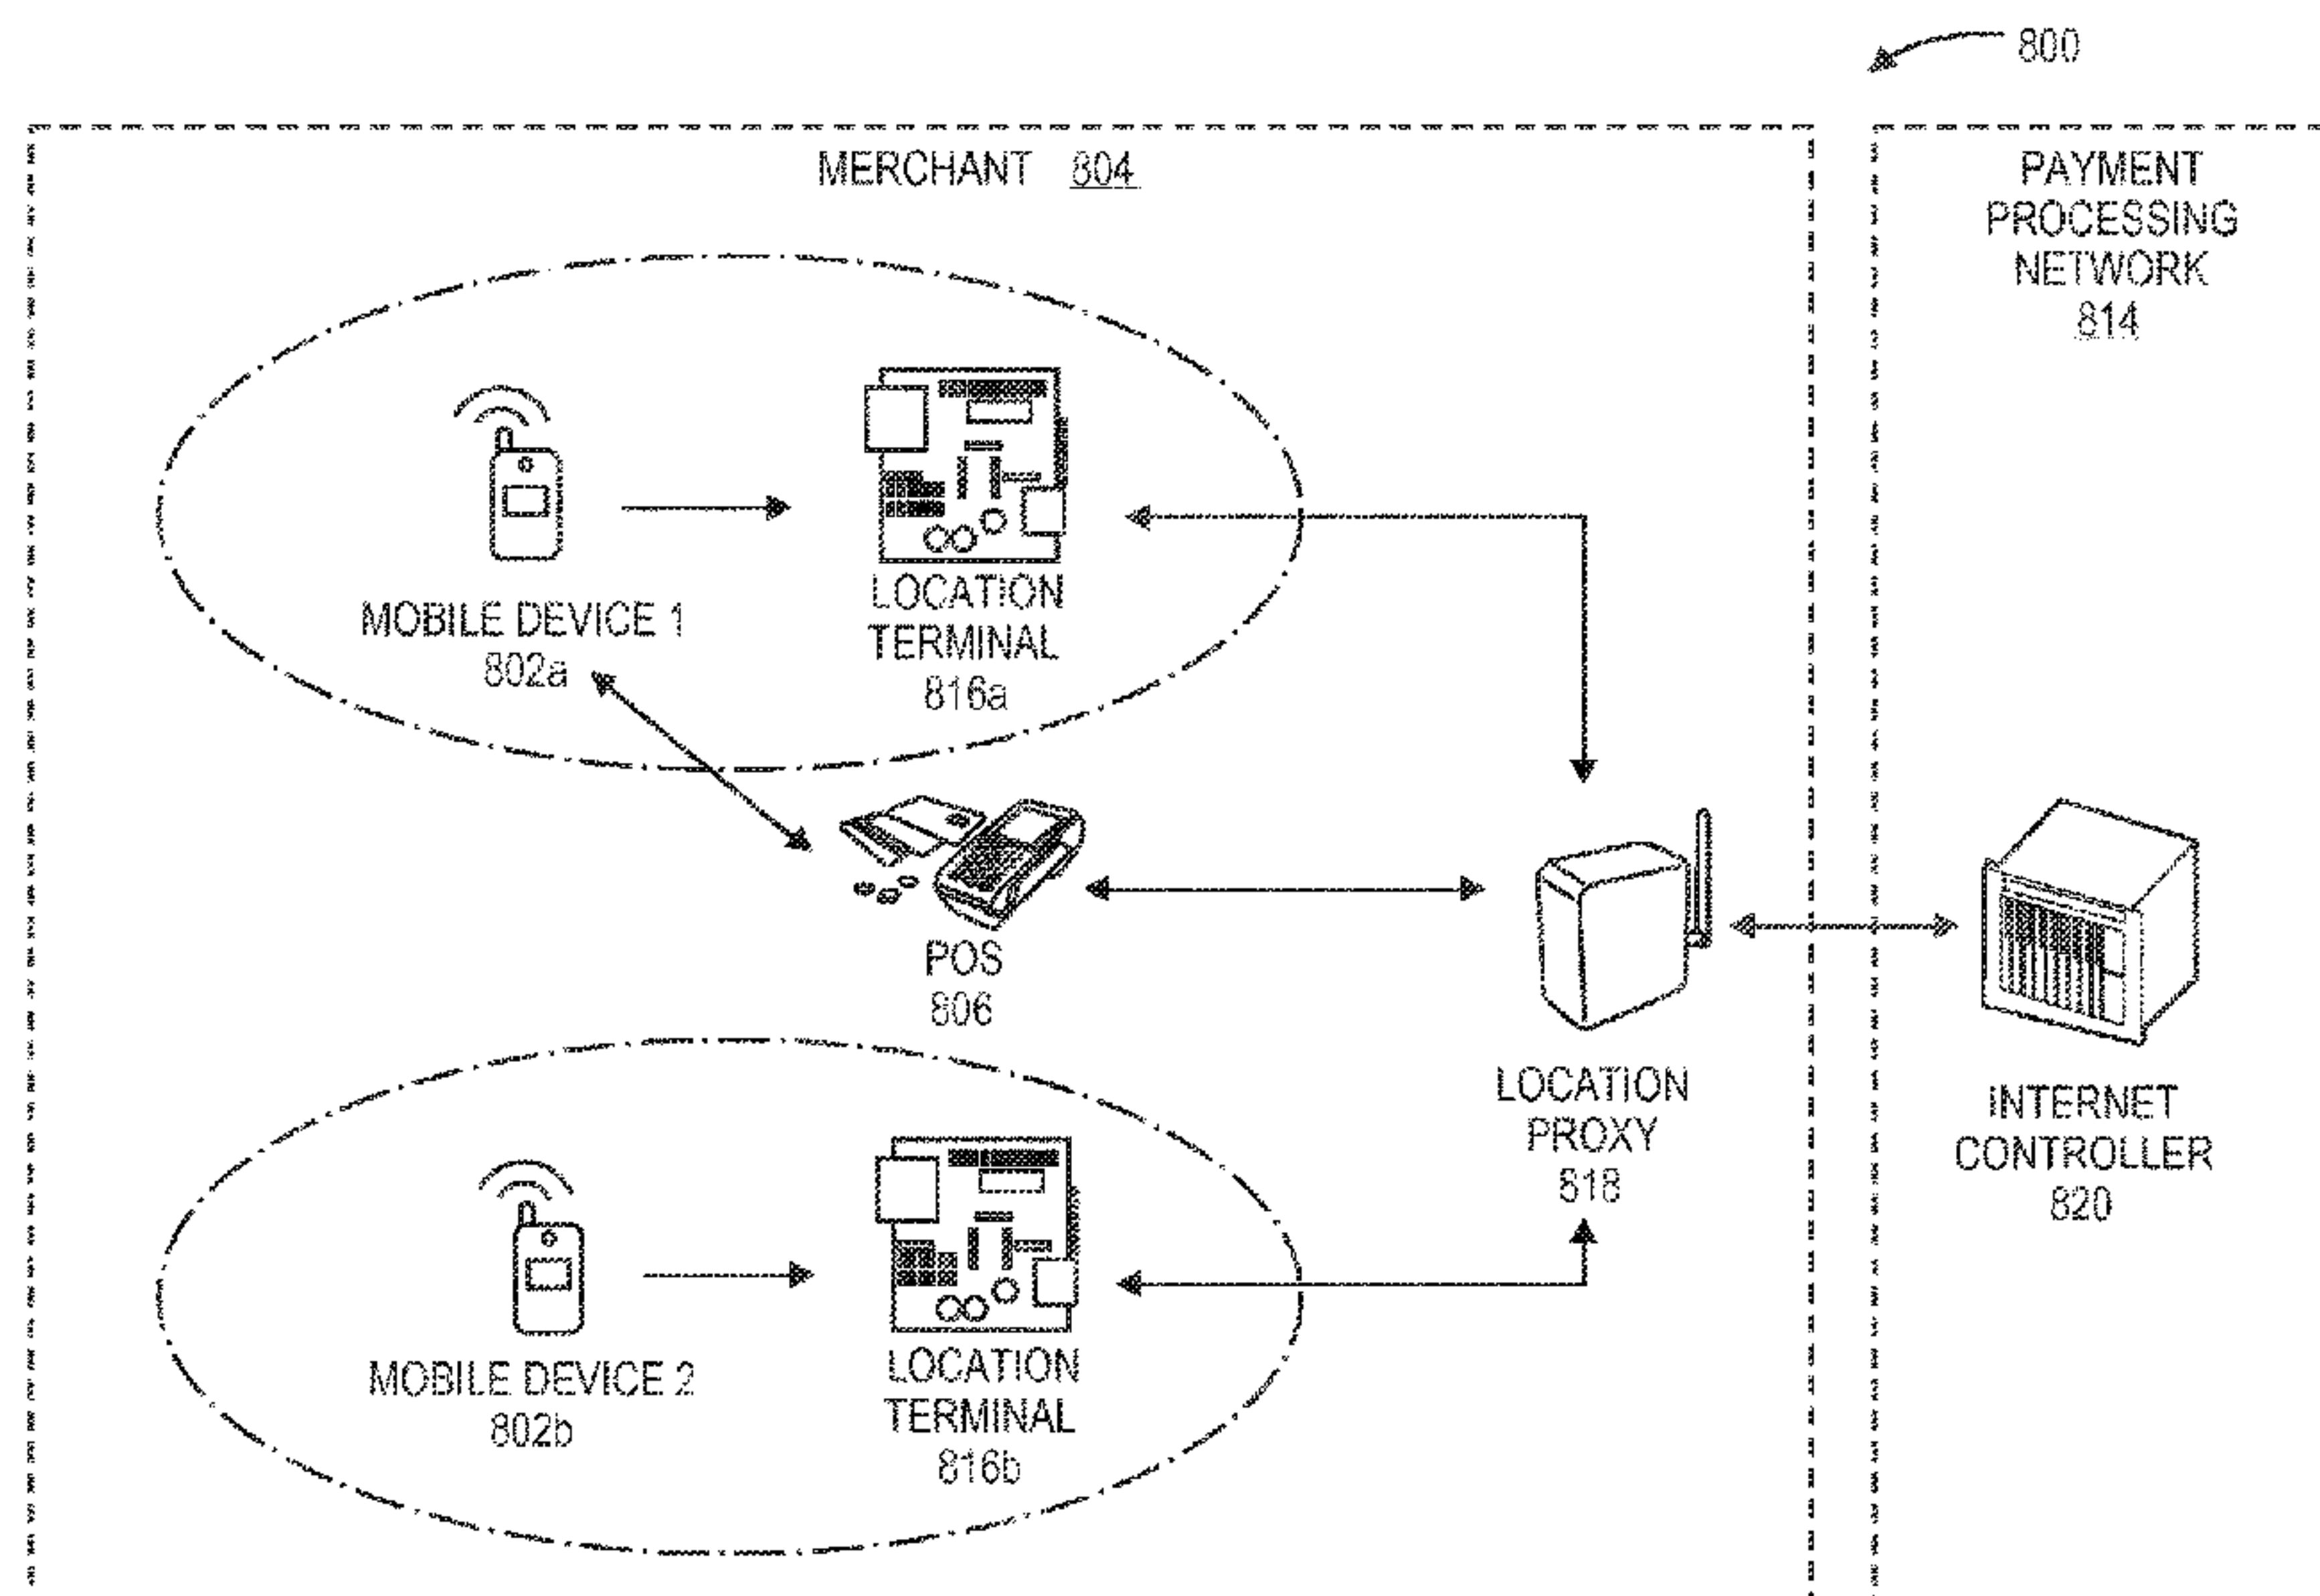 800
MERCHANT 804
PAYMENT
PROCESSING
NETWORK
814
MOBILE DEVICE 1
802a
LOCATION
TERMINAL
816a
POS
806
LOCATION
PROXY
818
INTERNET
CONTROLLER
820
MOBILE DEVICE 2
802b
LOCATION
TERMINAL
816b